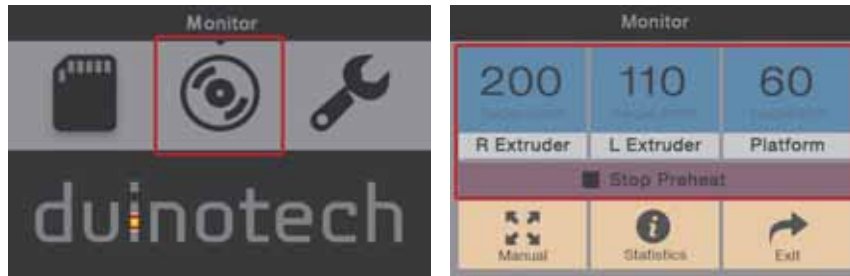 Monitor
duinotech
Monitor
200 110 60
R Extruder L Extruder Platform
Stop Preheat
Manual Statistics Exit